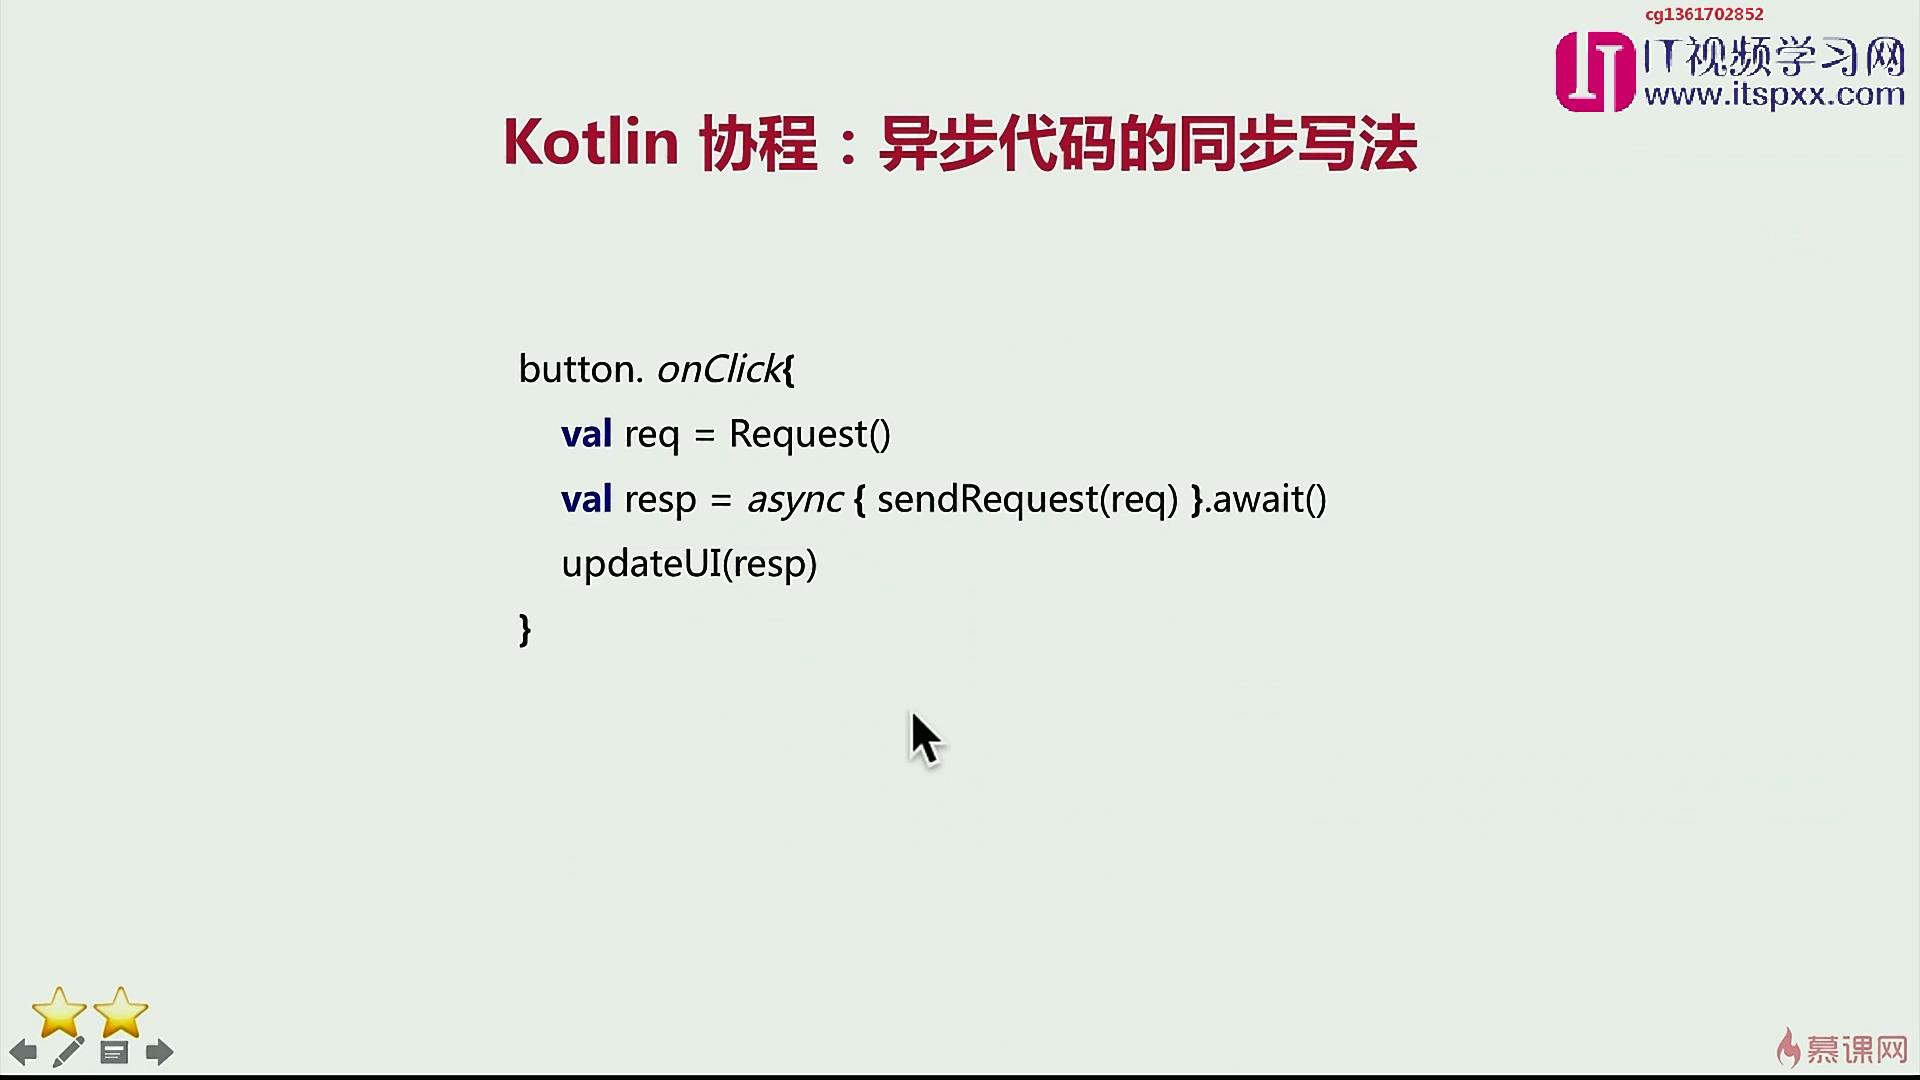 cg1361702852
IT视频学习网
www.itspxx.com
Kotlin 协程：异步代码的同步写法
button. onClick{
val req = Request()
val resp = async { sendRequest(req) }.await()
updateUI(resp)
}
慕课网